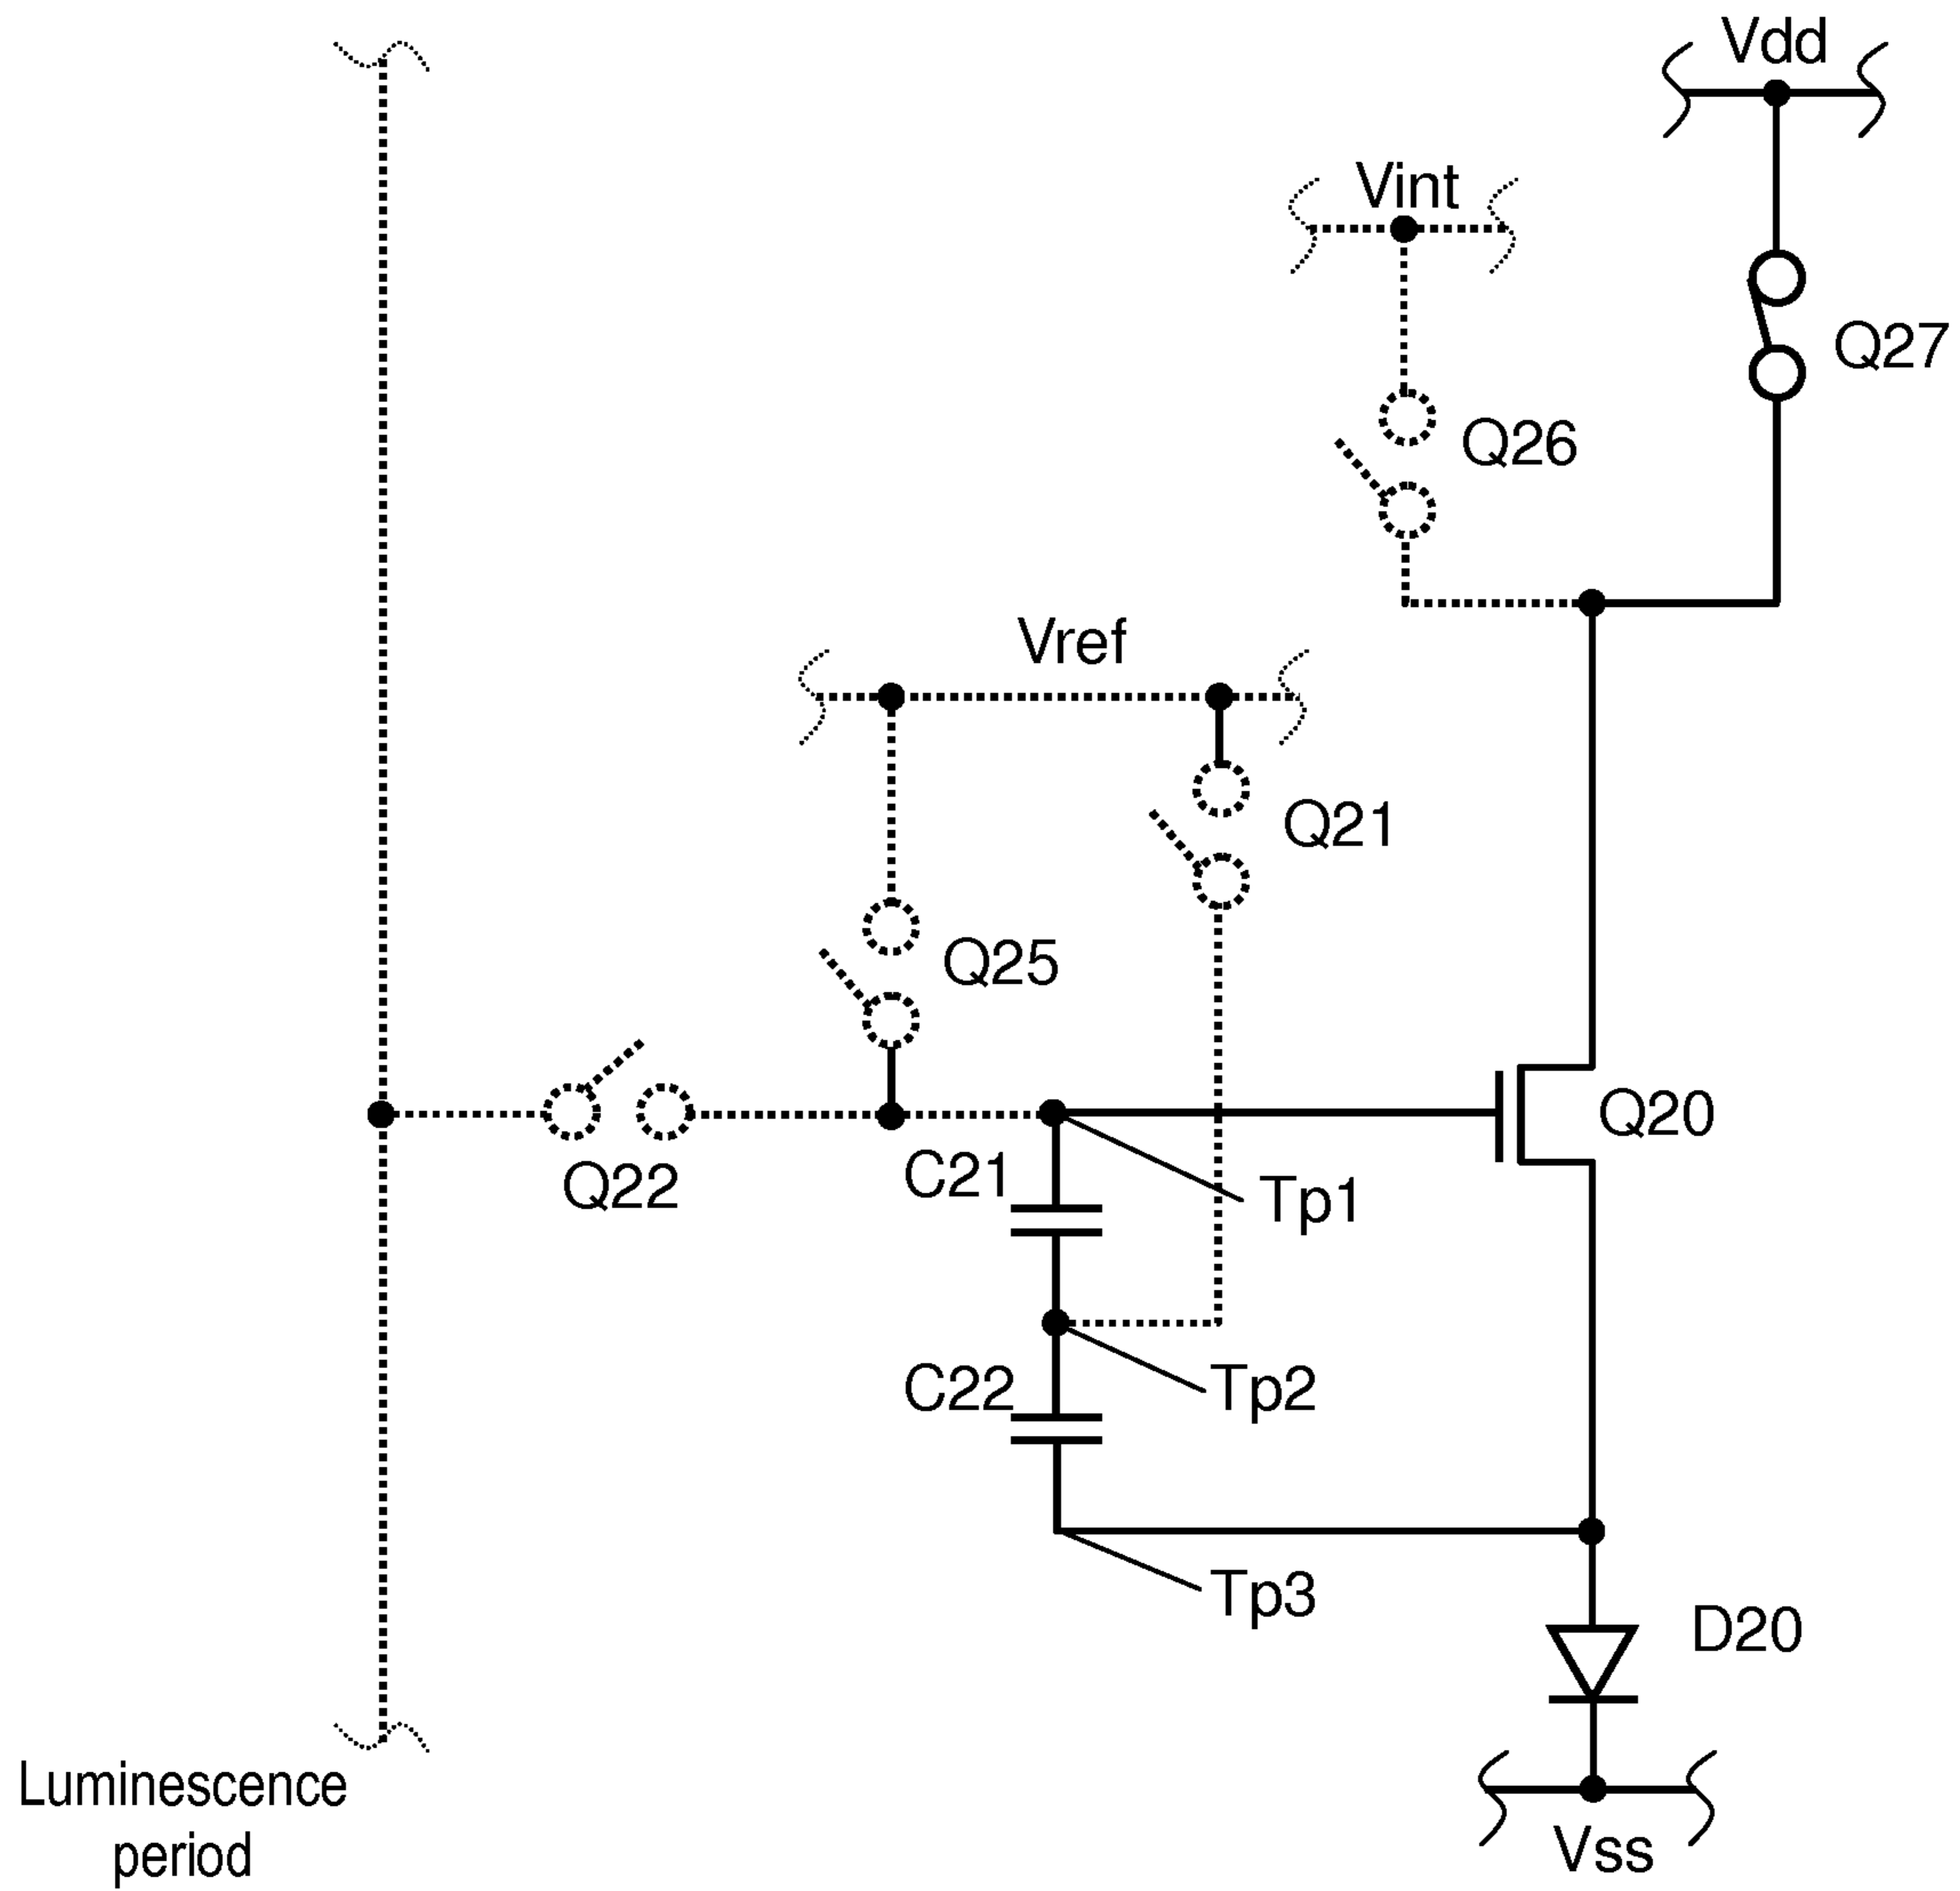 Vdd
Vint
Q27
Q26
Vref
Q21
Q25
Q20
C21
Q22
Tp1
C22
Tp2
Tp3
D20
Luminescence
period
Vss